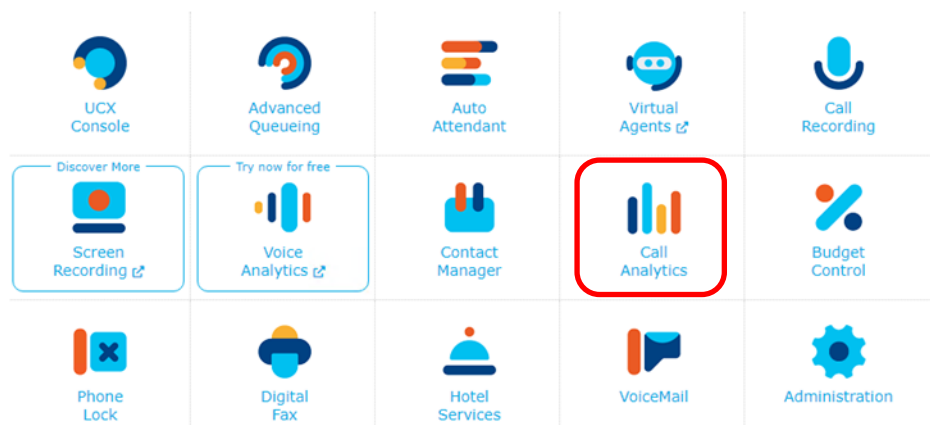 UCX
Console
Advanced
Queueing
Auto
Attendant
Virtual
Agents
Call
Recording
Discover More
Screen
Recording
Try now for free
Voice
Analytics
Contact
Manager
Call
Analytics
Budget
Control
Phone
Lock
Digital
Fax
Hotel
Services
VoiceMail
Administration